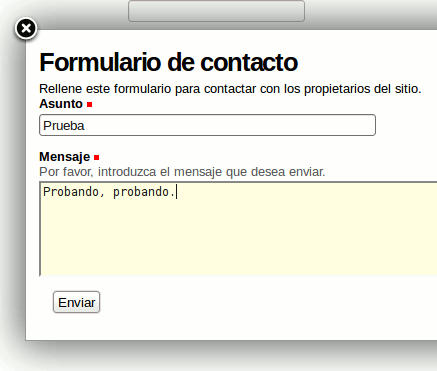 Formulario de contacto
Rellene este formulario para contactar con los propietarios del sitio.
Asunto
Prueba
Mensaje
Por favor, introduzca el mensaje que desea enviar.
Probando, probando.
Enviar